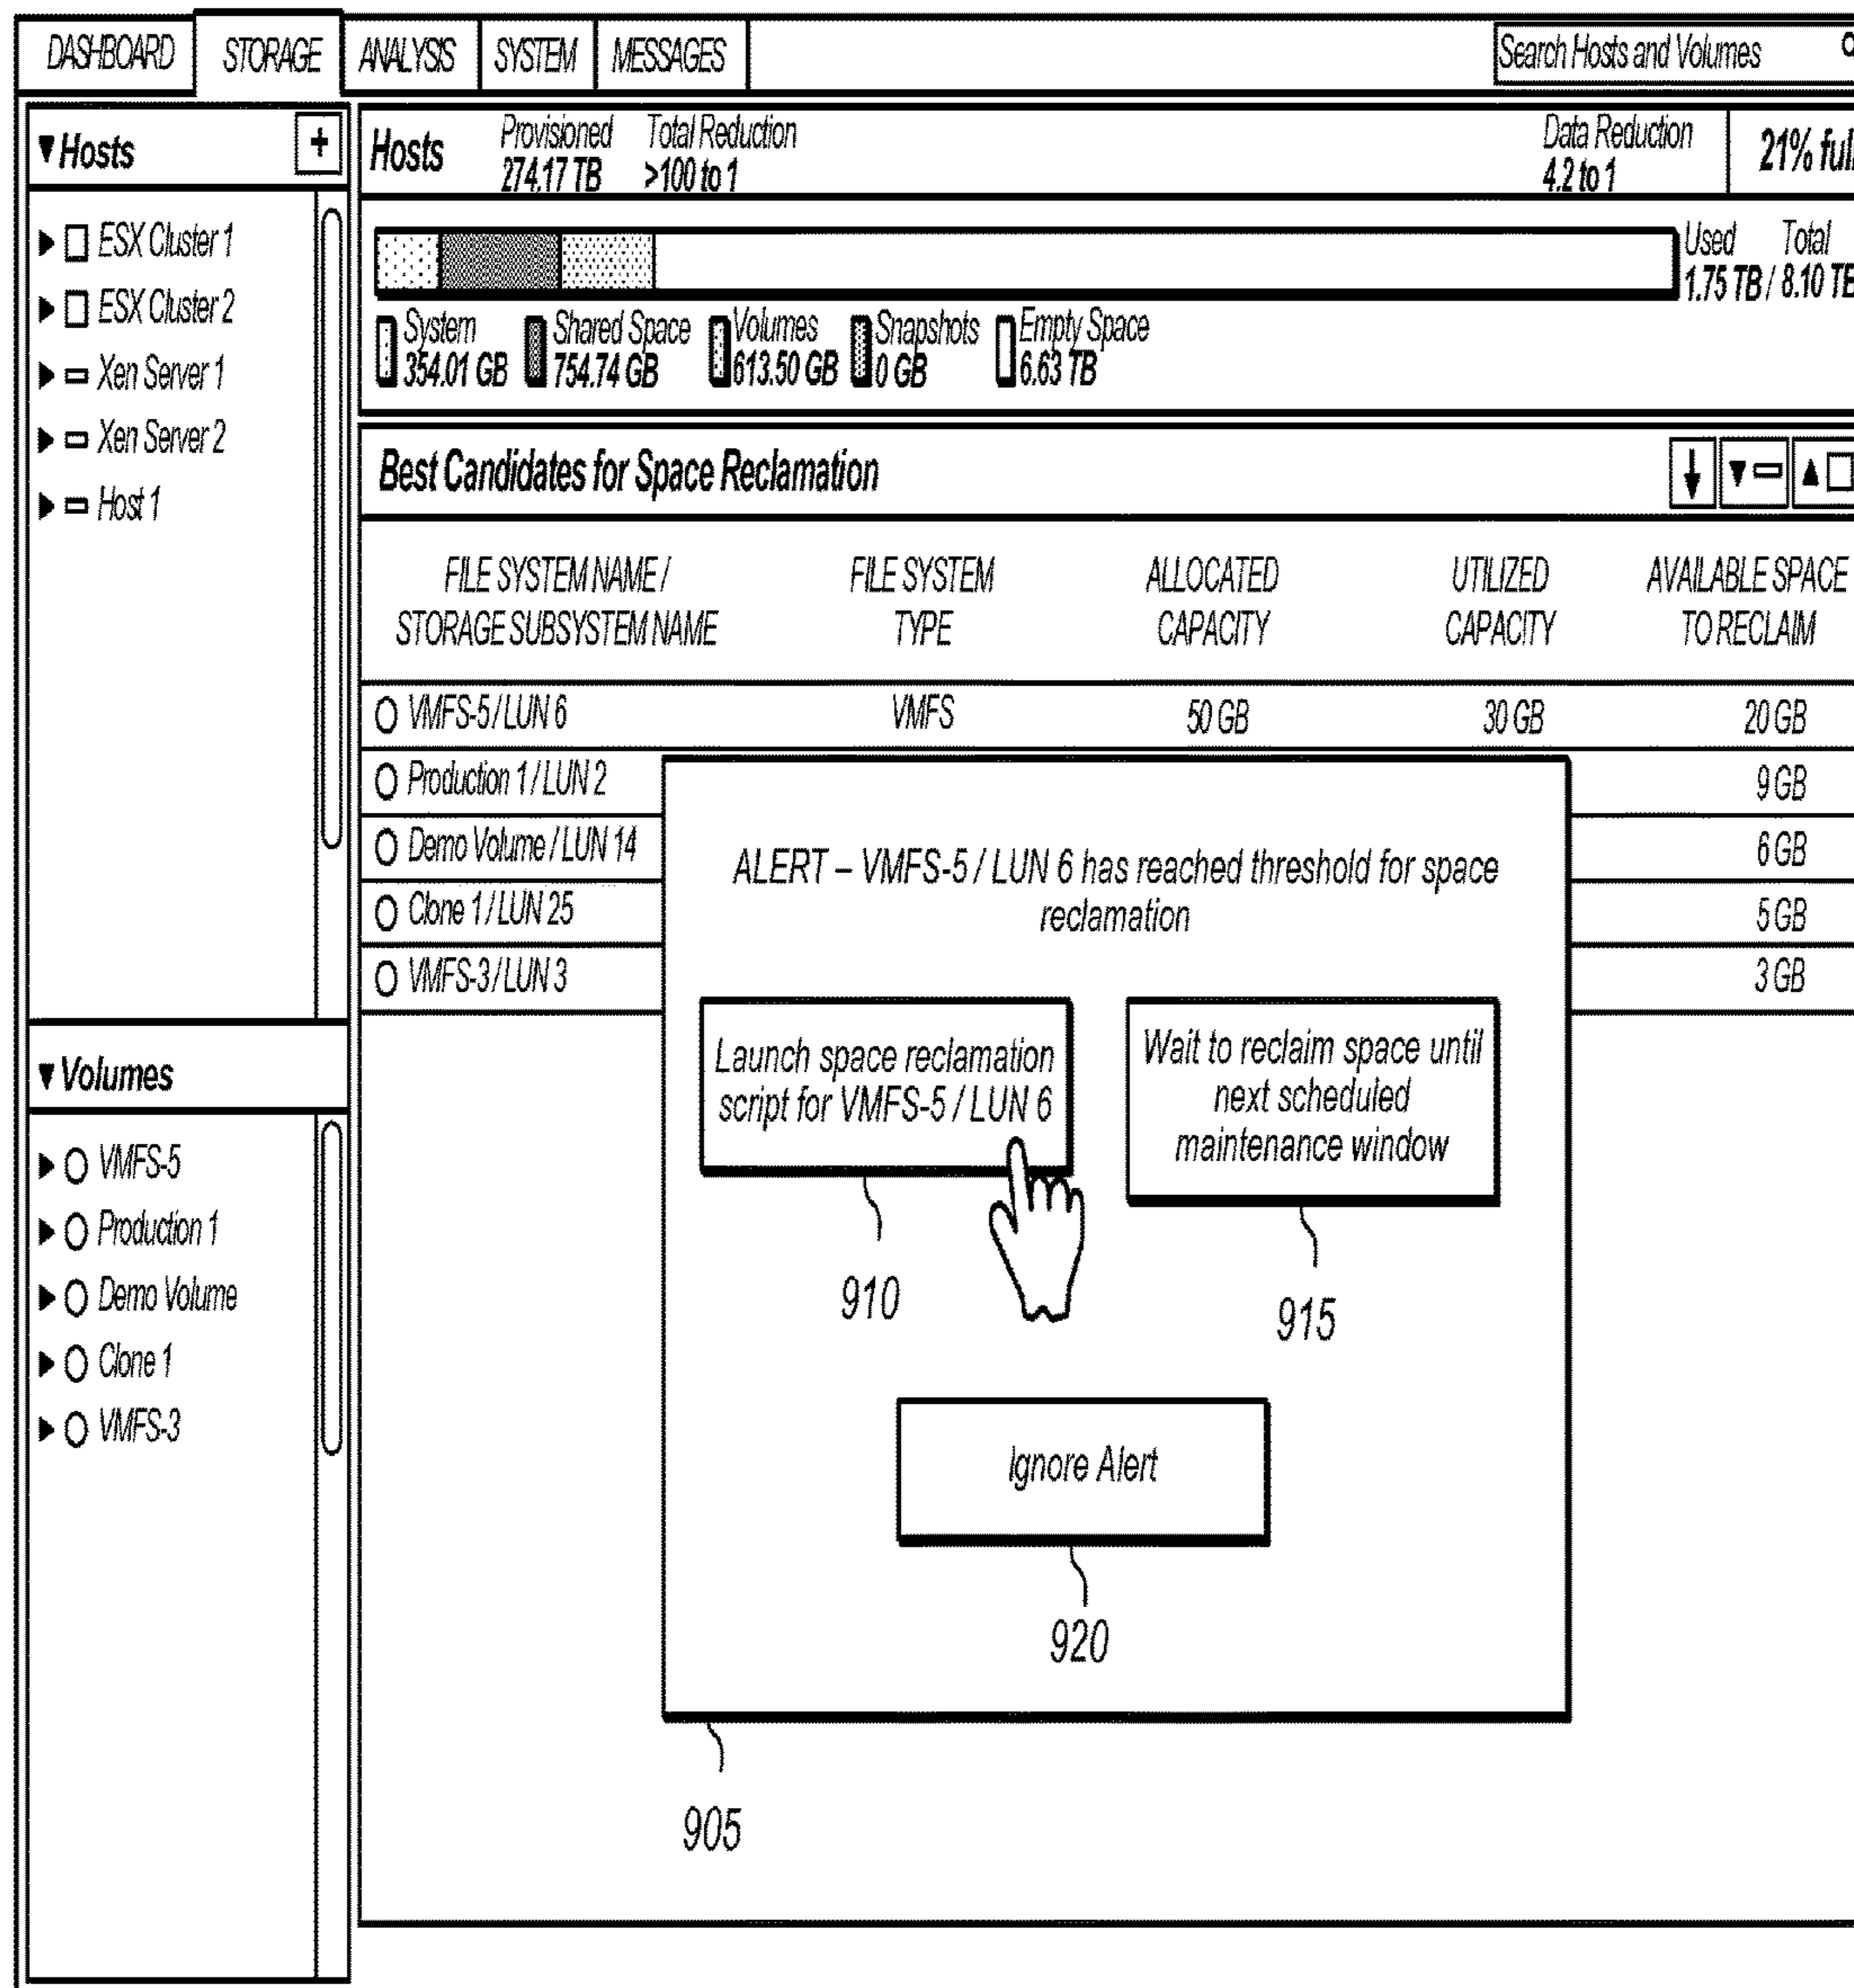 DASHBOARD STORAGE ANALYSIS SYSTEM MESSAGES Search Hosts and Volumes
Hosts +
ESX Cluster 1
ESX Cluster 2
Xen Server 1
Xen Server 2
Host 1
Volumes
VMFS-5
Production 1
Demo Volume
Clone 1
VMFS-3
Hosts Provisioned Total Reduction Data Reduction 21% full
274.17 TB >100 to 1 4.2 to 1
Used Total
1.75 TB / 8.10 TB
System Shared Space Volumes Snapshots Empty Space
354.01 GB 754.74 GB 613.50 GB 0 GB 6.63 TB
Best Candidates for Space Reclamation
FILE SYSTEM NAME / FILE SYSTEM ALLOCATED UTILIZED AVAILABLE SPACE
STORAGE SUBSYSTEM NAME TYPE CAPACITY CAPACITY TO RECLAIM
VMFS-5 / LUN 6 VMFS 50 GB 30 GB 20 GB
Production 1 / LUN 2 9 GB
Demo Volume / LUN 14 6 GB
Clone 1 / LUN 25 5 GB
VMFS-3 / LUN 3 3 GB
ALERT – VMFS-5 / LUN 6 has reached threshold for space
reclamation
Launch space reclamation
script for VMFS-5 / LUN 6
910
Wait to reclaim space until
next scheduled
maintenance window
915
Ignore Alert
920
905